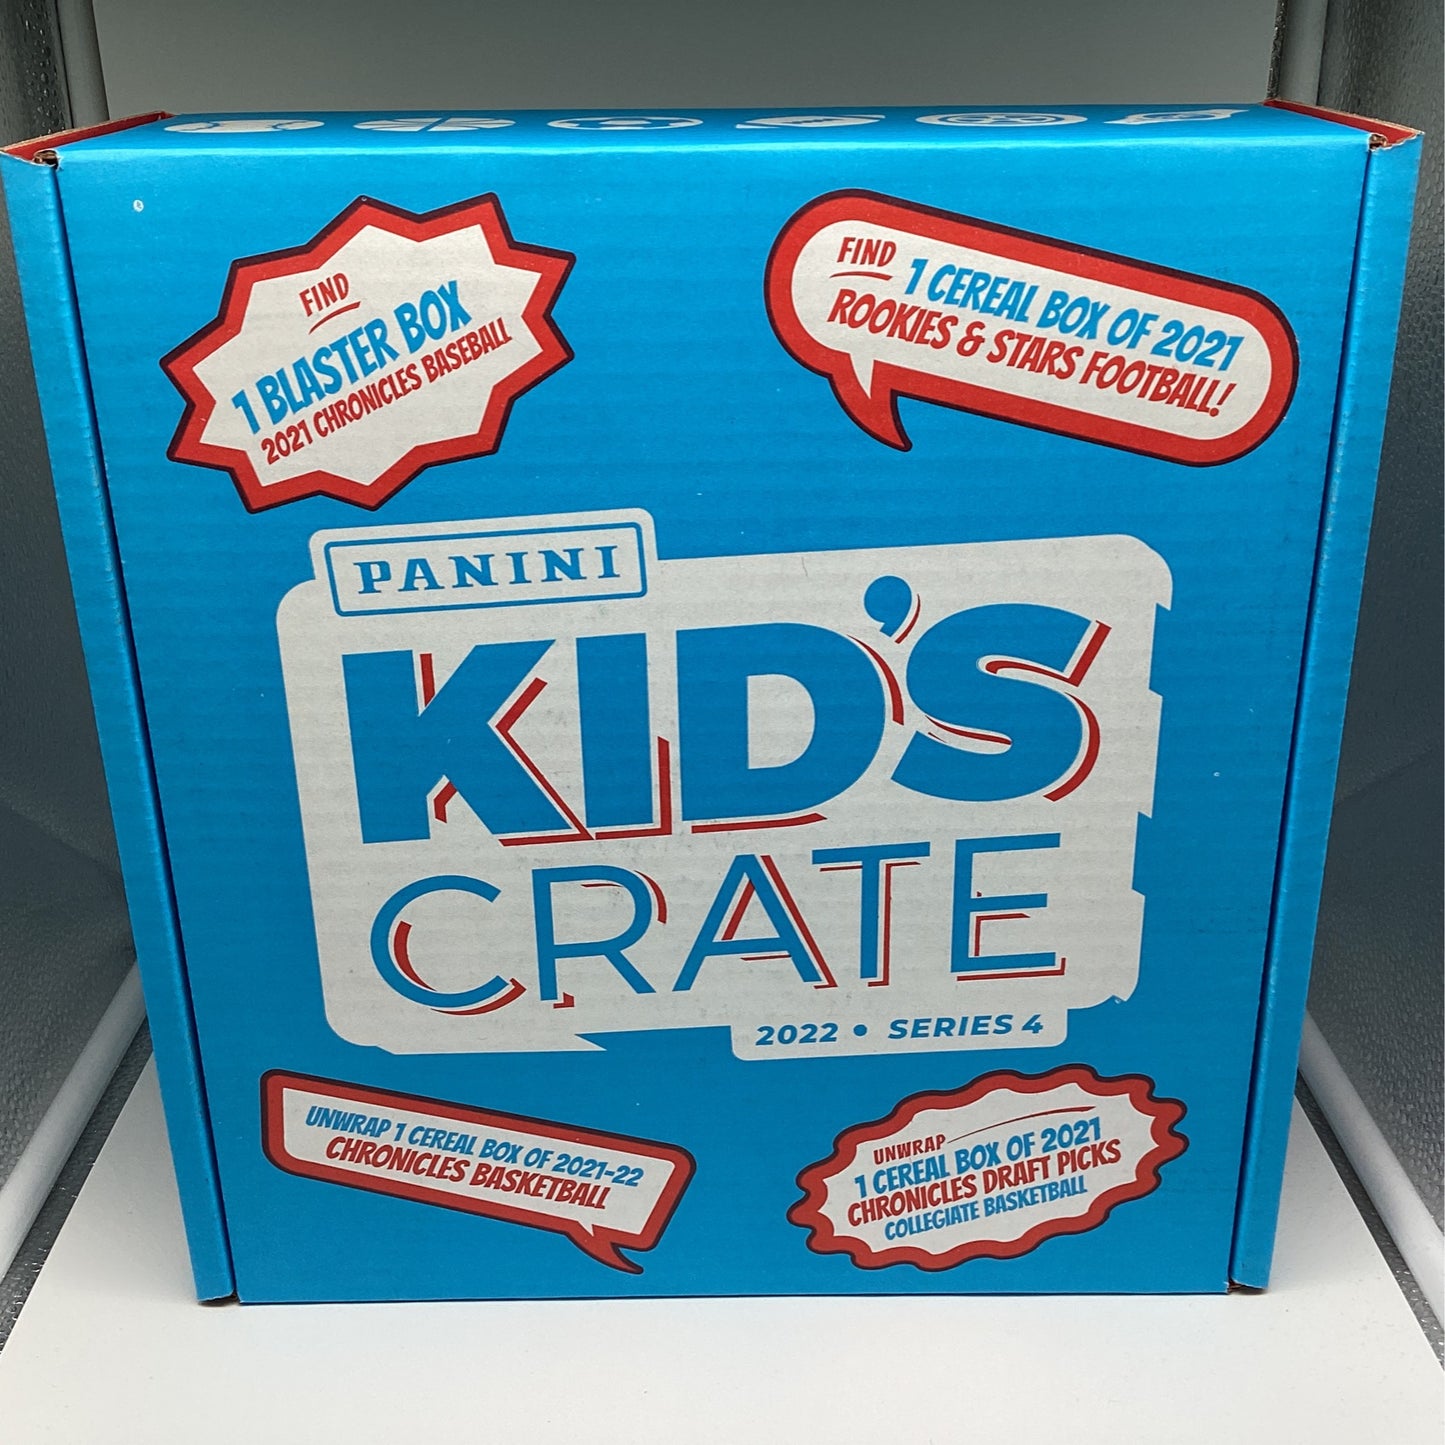 FIND
1 BLASTER BOX
2021 CHRONICLES BASEBALL
FIND 1 CEREAL BOX OF 2021
ROOKIES & STARS FOOTBALL!
PANINI
KID'S
CRATE
2022 • SERIES 4
UNWRAP 1 CEREAL BOX OF 2021-22
CHRONICLES BASKETBALL
UNWRAP
1 CEREAL BOX OF 2021
CHRONICLES DRAFT PICKS
COLLEGIATE BASKETBALL